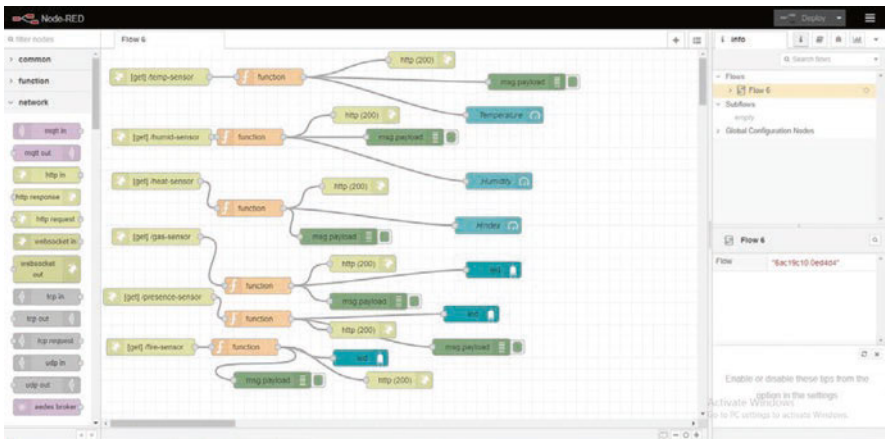 Node-RED
Deploy
filter nodes
Flow 6
i info
Search flows
common
function
network
mqtt in
mqtt out
http in
http response
http request
websocket in
websocket out
tcp in
tcp out
tcp request
udp in
udp out
aedes broker
[get] /temp-sensor
function
http (200)
msg.payload
Temperature
[get] /humid-sensor
function
http (200)
msg.payload
Humidity
[get] /heat-sensor
function
http (200)
msg.payload
HIndex
[get] /gas-sensor
function
http (200)
led
msg.payload
[get] /presence-sensor
function
led
http (200)
msg.payload
[get] /fire-sensor
function
led
msg.payload
http (200)
Flows
Flow 6
Subflows
empty
Global Configuration Nodes
Flow 6
Flow
"6ac19c10.0ed4d4"
Enable or disable these tips from the
option in the settings
Activate Windows
Go to PC settings to activate Windows.